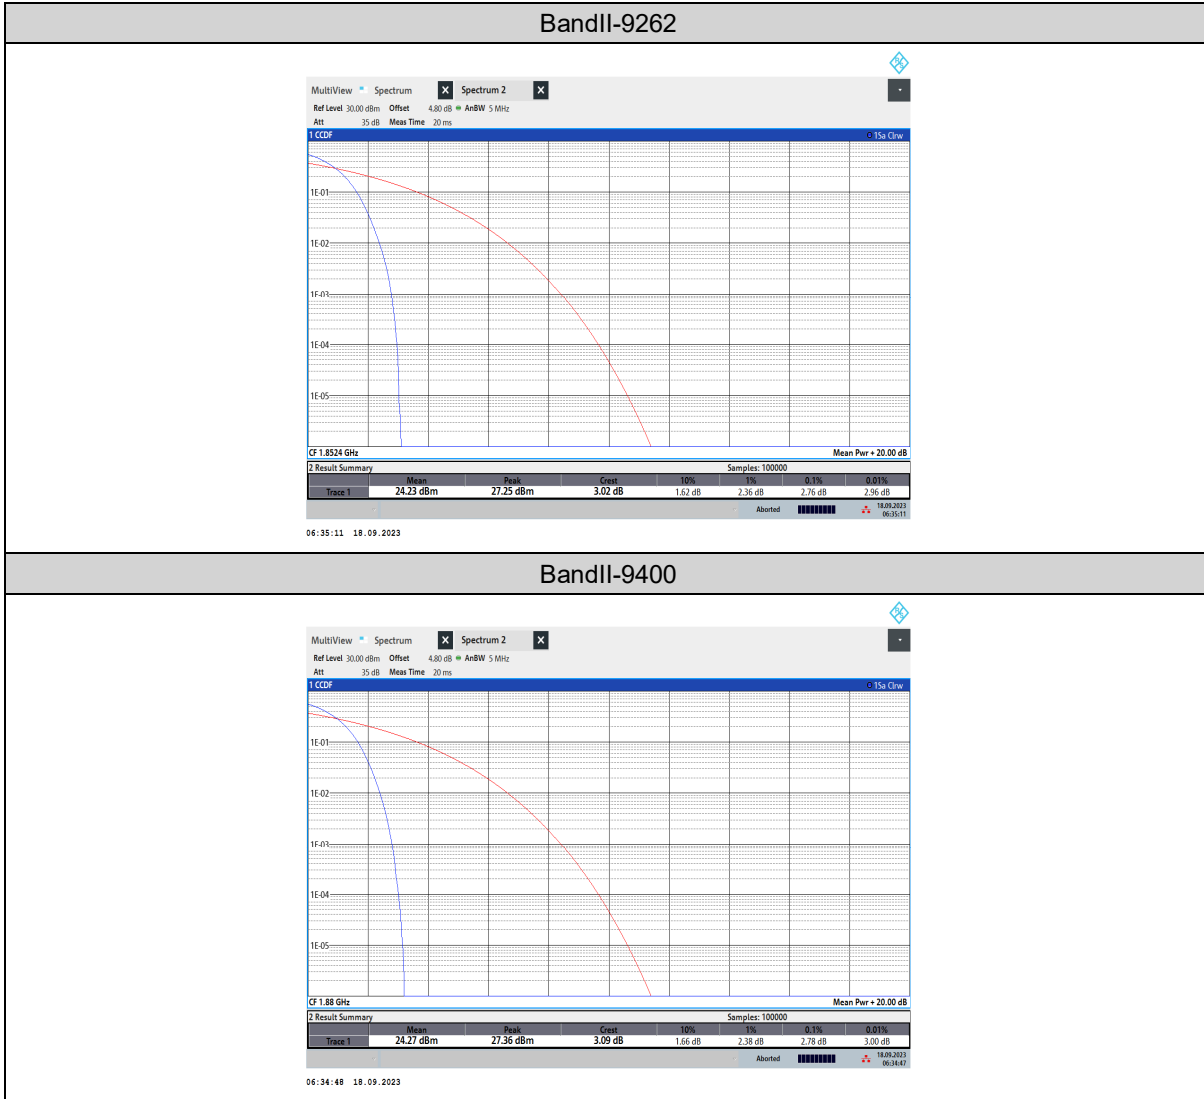 BandII-9262
MultiView Spectrum X Spectrum 2 X
Ref Level 30.00 dBm Offset 4.80 dB AnBW 5 MHz
Att 35 dB Meas Time 20 ms
1 CCDF 1Sa Clrw
1E-01
1E-02
1E-03
1E-04
1E-05
CF 1.8524 GHz Mean Pwr + 20.00 dB
2 Result Summary Samples: 100000
Mean Peak Crest 10% 1% 0.1% 0.01%
Trace 1 24.23 dBm 27.25 dBm 3.02 dB 1.62 dB 2.36 dB 2.76 dB 2.96 dB
Aborted 18.09.2023
06:35:11
06:35:11 18.09.2023
BandII-9400
MultiView Spectrum X Spectrum 2 X
Ref Level 30.00 dBm Offset 4.80 dB AnBW 5 MHz
Att 35 dB Meas Time 20 ms
1 CCDF 1Sa Clrw
1E-01
1E-02
1E-03
1E-04
1E-05
CF 1.88 GHz Mean Pwr + 20.00 dB
2 Result Summary Samples: 100000
Mean Peak Crest 10% 1% 0.1% 0.01%
Trace 1 24.27 dBm 27.36 dBm 3.09 dB 1.66 dB 2.38 dB 2.78 dB 3.00 dB
Aborted 18.09.2023
06:34:47
06:34:48 18.09.2023